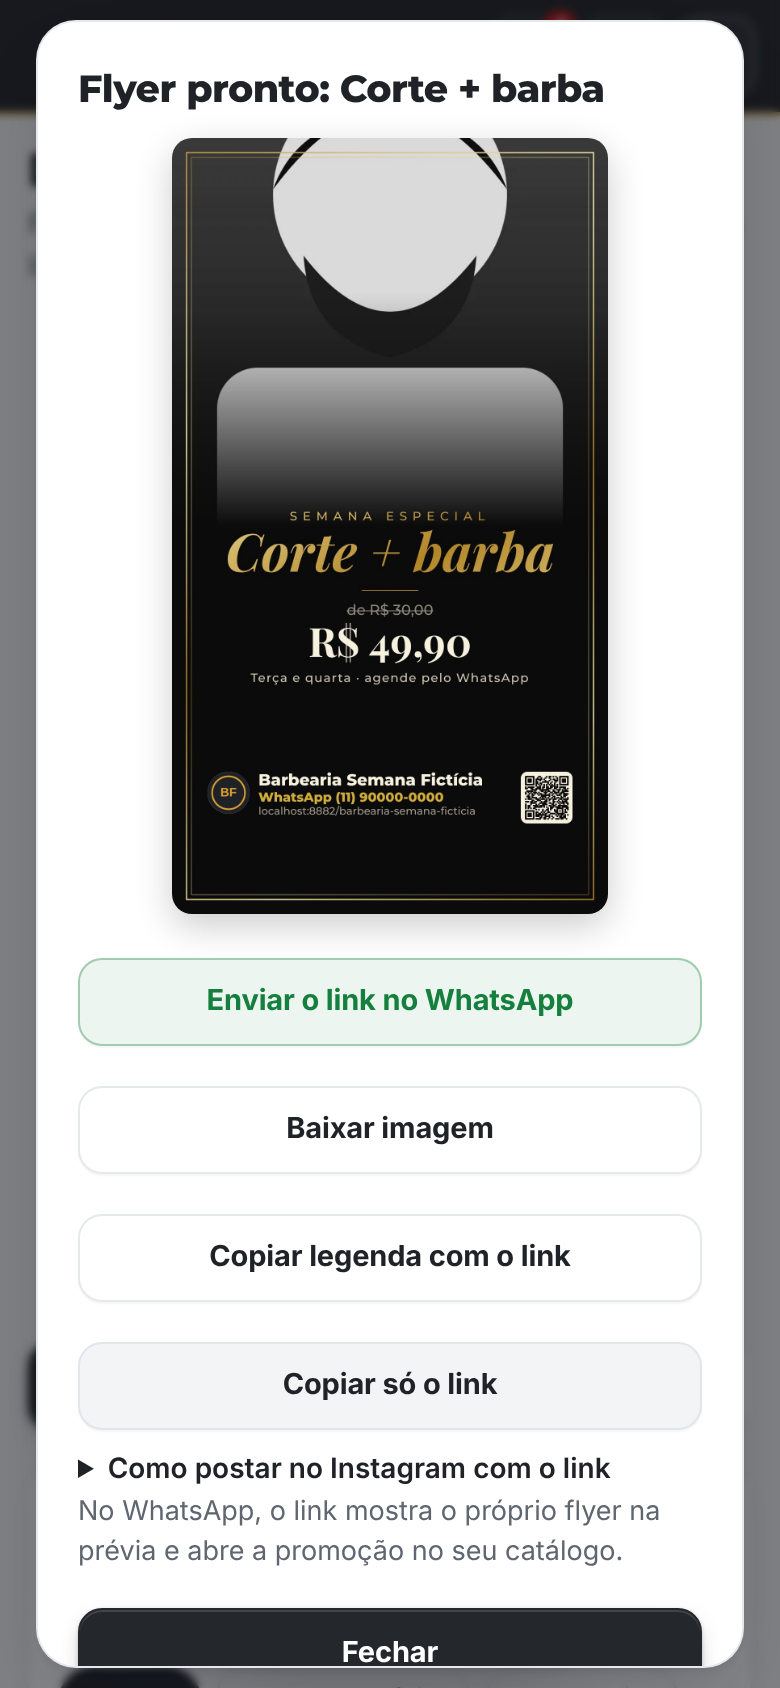 Flyer pronto: Corte + barba
SEMANA ESPECIAL
Corte + barba
de R$ 30,00
R$ 49,90
Terça e quarta · agende pelo WhatsApp
BF
Barbearia Semana Fictícia
WhatsApp (11) 90000-0000
localhost:8882/barbearia-semana-ficticia
Enviar o link no WhatsApp
Baixar imagem
Copiar legenda com o link
Copiar só o link
Como postar no Instagram com o link
No WhatsApp, o link mostra o próprio flyer na
prévia e abre a promoção no seu catálogo.
Fechar